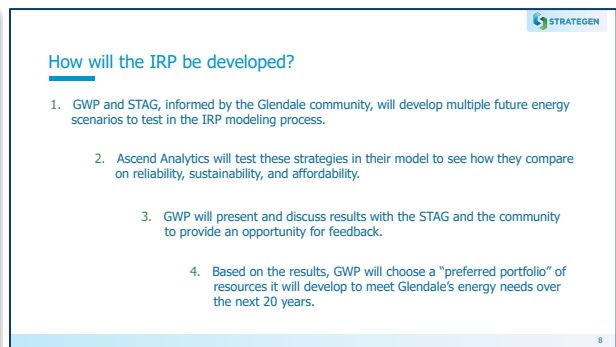 STRATEGEN
How will the IRP be developed?
1. GWP and STAG, informed by the Glendale community, will develop multiple future energy
scenarios to test in the IRP modeling process.
2. Ascend Analytics will test these strategies in their model to see how they compare
on reliability, sustainability, and affordability.
3. GWP will present and discuss results with the STAG and the community
to provide an opportunity for feedback.
4. Based on the results, GWP will choose a “preferred portfolio” of
resources it will develop to meet Glendale’s energy needs over
the next 20 years.
8